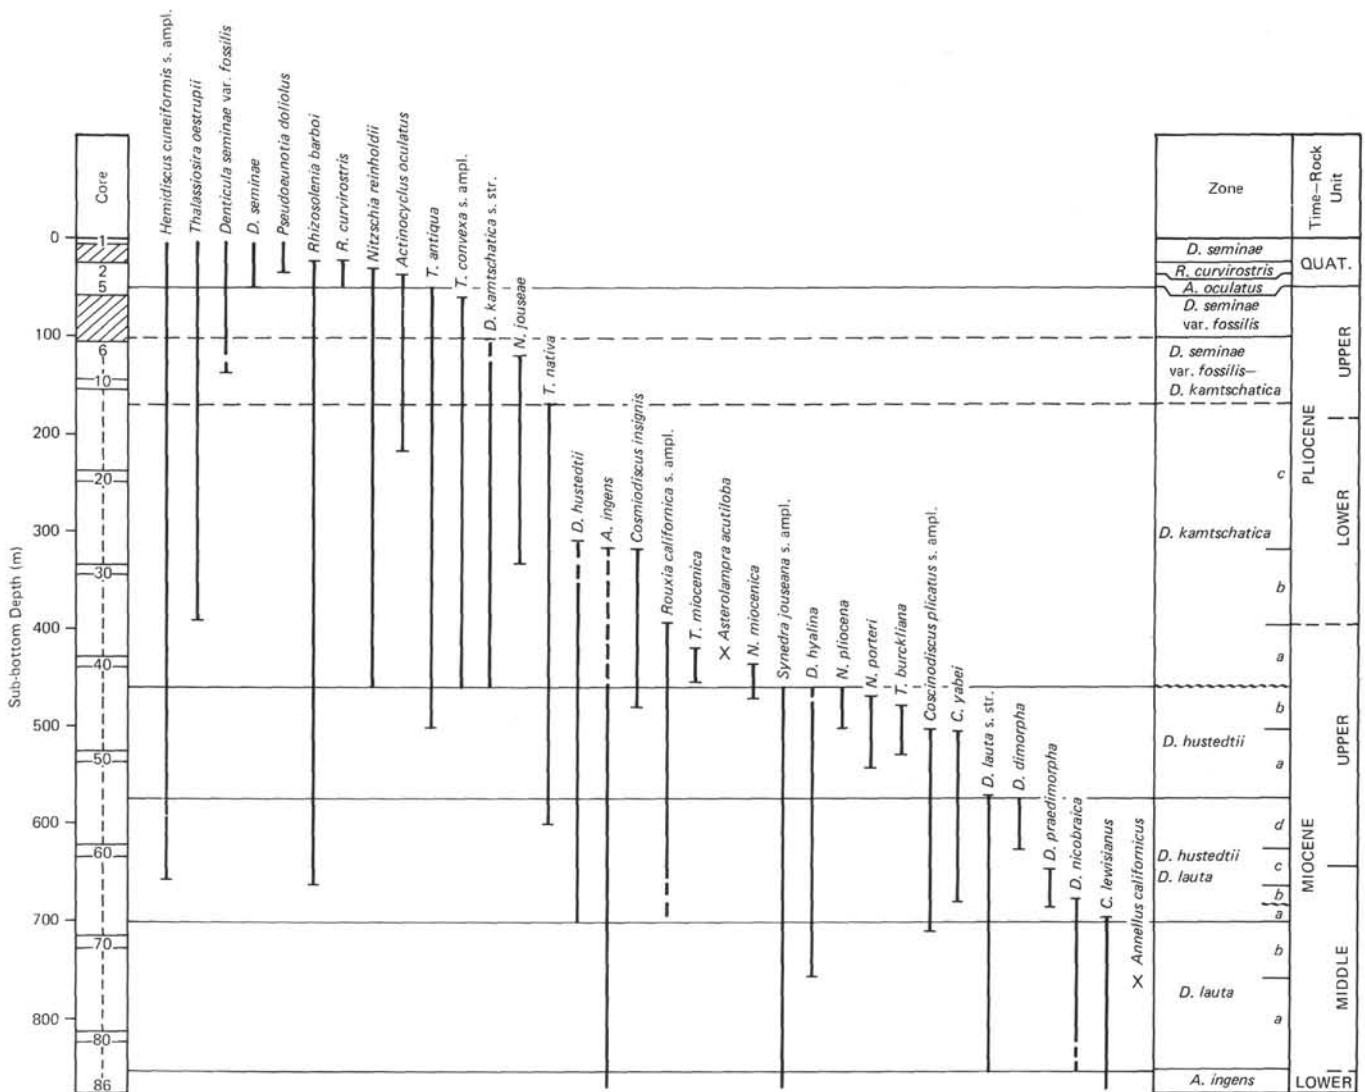 Core
Hemidiscus cuneiformis s. ampl.
Thalassiosira oestrupii
Denticula seminae var. fossilis
D. seminae
Pseudoeunotia doliolus
Rhizosolenia barboi
R. curvirostris
Nitzschia reinholdii
Actinocyclus oculatus
T. antiqua
T. convexa s. ampl.
D. kamtschatica s. str.
N. jouseae
T. nativa
D. hustedtii
A. ingens
Cosmiodiscus insignis
Rouxia californica s. ampl.
T. miocenica
X Asterolampra acutiloba
N. miocenica
Synedra jouseana s. ampl.
D. hyalina
N. pliocena
N. porteri
T. burckliana
Coscinodiscus plicatus s. ampl.
C. yabei
D. lauta s. str.
D. dimorpha
D. praedimorpha
D. nicobraica
C. lewisianus
X Annellus californicus
Zone
Time–Rock
Unit
Sub-bottom Depth (m)
0
100
200
300
400
500
600
700
800
1
2
5
6
10
20
30
40
50
60
70
80
86
D. seminae
R. curvirostris
A. oculatus
D. seminae
var. fossilis
D. seminae
var. fossilis–
D. kamtschatica
c
D. kamtschatica
b
a
b
D. hustedtii
a
d
D. hustedtii
c
D. lauta
b
a
b
D. lauta
a
A. ingens
QUAT.
PLIOCENE
UPPER
LOWER
MIOCENE
UPPER
MIDDLE
LOWER